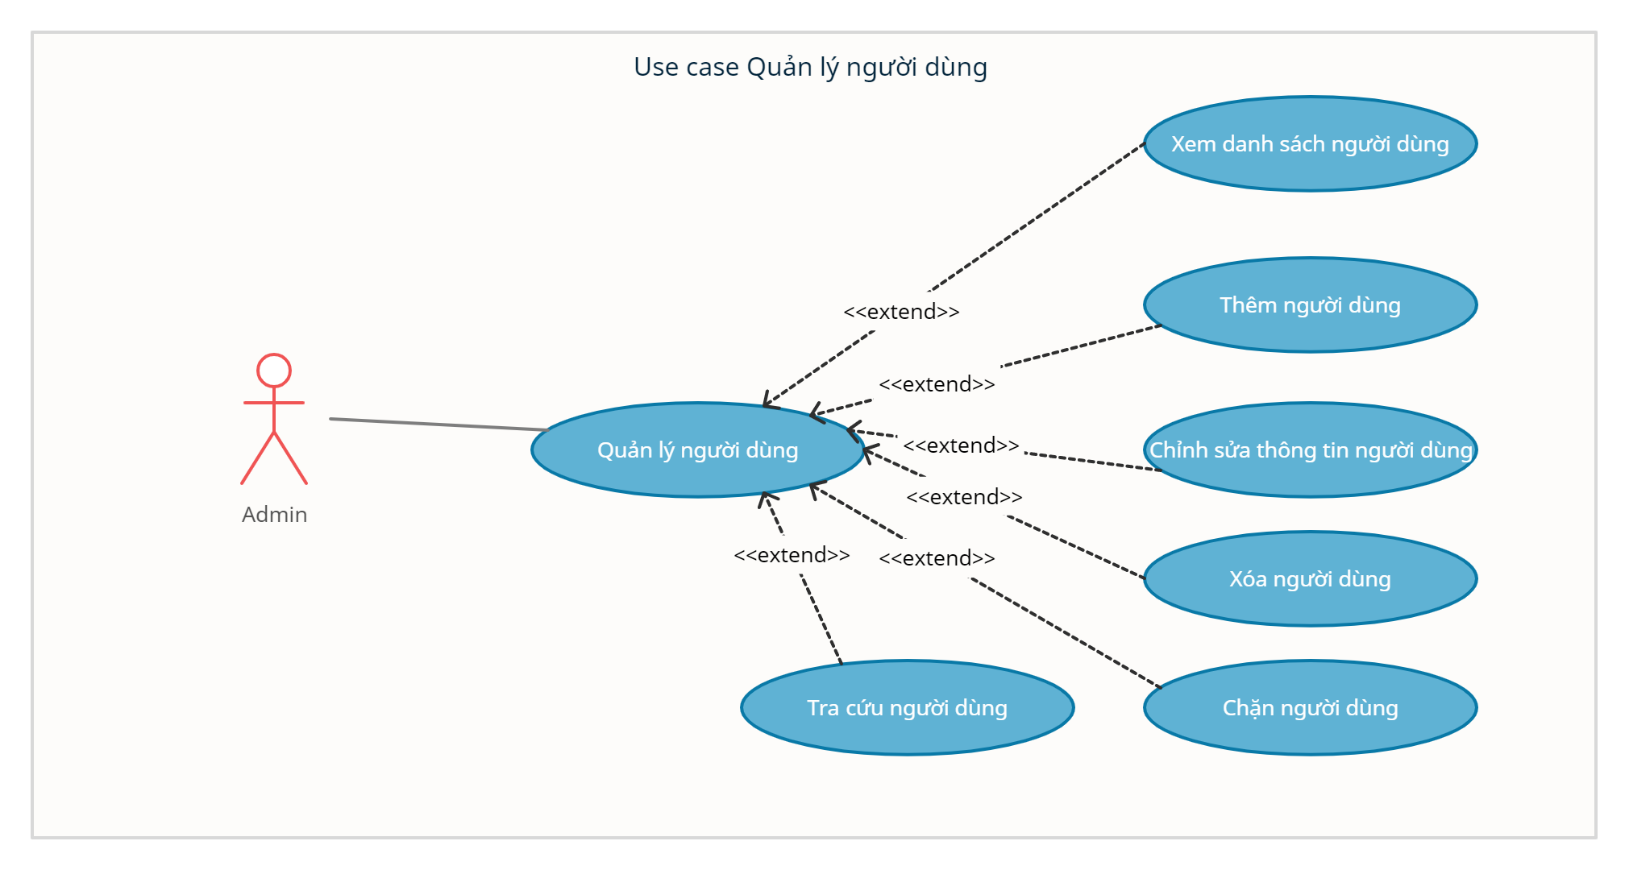 Use case Quản lý người dùng
Xem danh sách người dùng
<<extend>>
Thêm người dùng
<<extend>>
Quản lý người dùng
<<extend>>
Chỉnh sửa thông tin người dùng
<<extend>>
Admin
<<extend>>
<<extend>>
Xóa người dùng
Tra cứu người dùng
Chặn người dùng